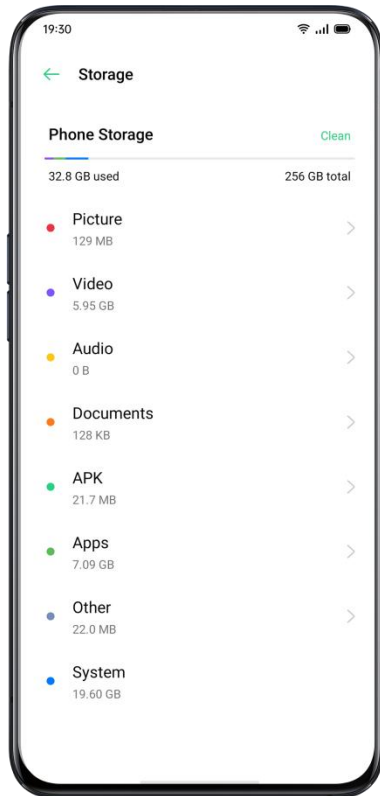 19:30
Storage
Phone Storage
Clean
32.8 GB used
256 GB total
Picture
129 MB
Video
5.95 GB
Audio
0 B
Documents
128 KB
APK
21.7 MB
Apps
7.09 GB
Other
22.0 MB
System
19.60 GB